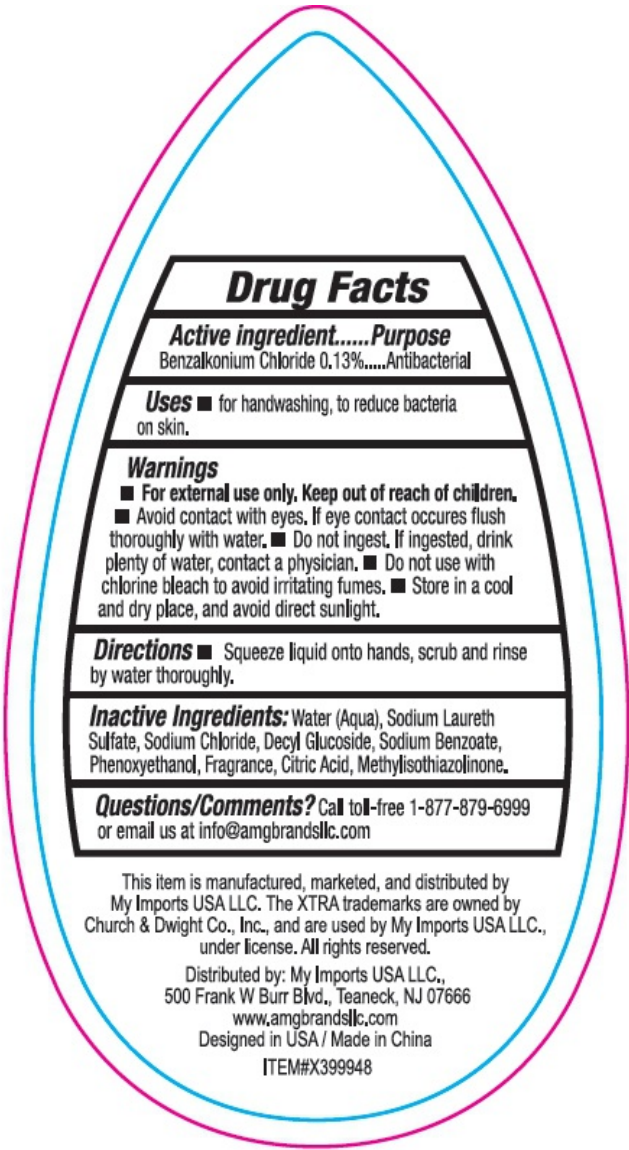 Drug Facts
Active ingredient......Purpose
Benzalkonium Chloride 0.13%.....Antibacterial
Uses ■ for handwashing, to reduce bacteria
on skin.
Warnings
■ For external use only. Keep out of reach of children.
■ Avoid contact with eyes. If eye contact occures flush
thoroughly with water. ■ Do not ingest. If ingested, drink
plenty of water, contact a physician. ■ Do not use with
chlorine bleach to avoid irritating fumes. ■ Store in a cool
and dry place, and avoid direct sunlight.
Directions ■ Squeeze liquid onto hands, scrub and rinse
by water thoroughly.
Inactive Ingredients: Water (Aqua), Sodium Laureth
Sulfate, Sodium Chloride, Decyl Glucoside, Sodium Benzoate,
Phenoxyethanol, Fragrance, Citric Acid, Methylisothiazolinone.
Questions/Comments? Call toll-free 1-877-879-6999
or email us at info@amgbrandsllc.com
This item is manufactured, marketed, and distributed by
My Imports USA LLC. The XTRA trademarks are owned by
Church & Dwight Co., Inc., and are used by My Imports USA LLC.,
under license. All rights reserved.
Distributed by: My Imports USA LLC.,
500 Frank W Burr Blvd., Teaneck, NJ 07666
www.amgbrandsllc.com
Designed in USA / Made in China
ITEM#X399948